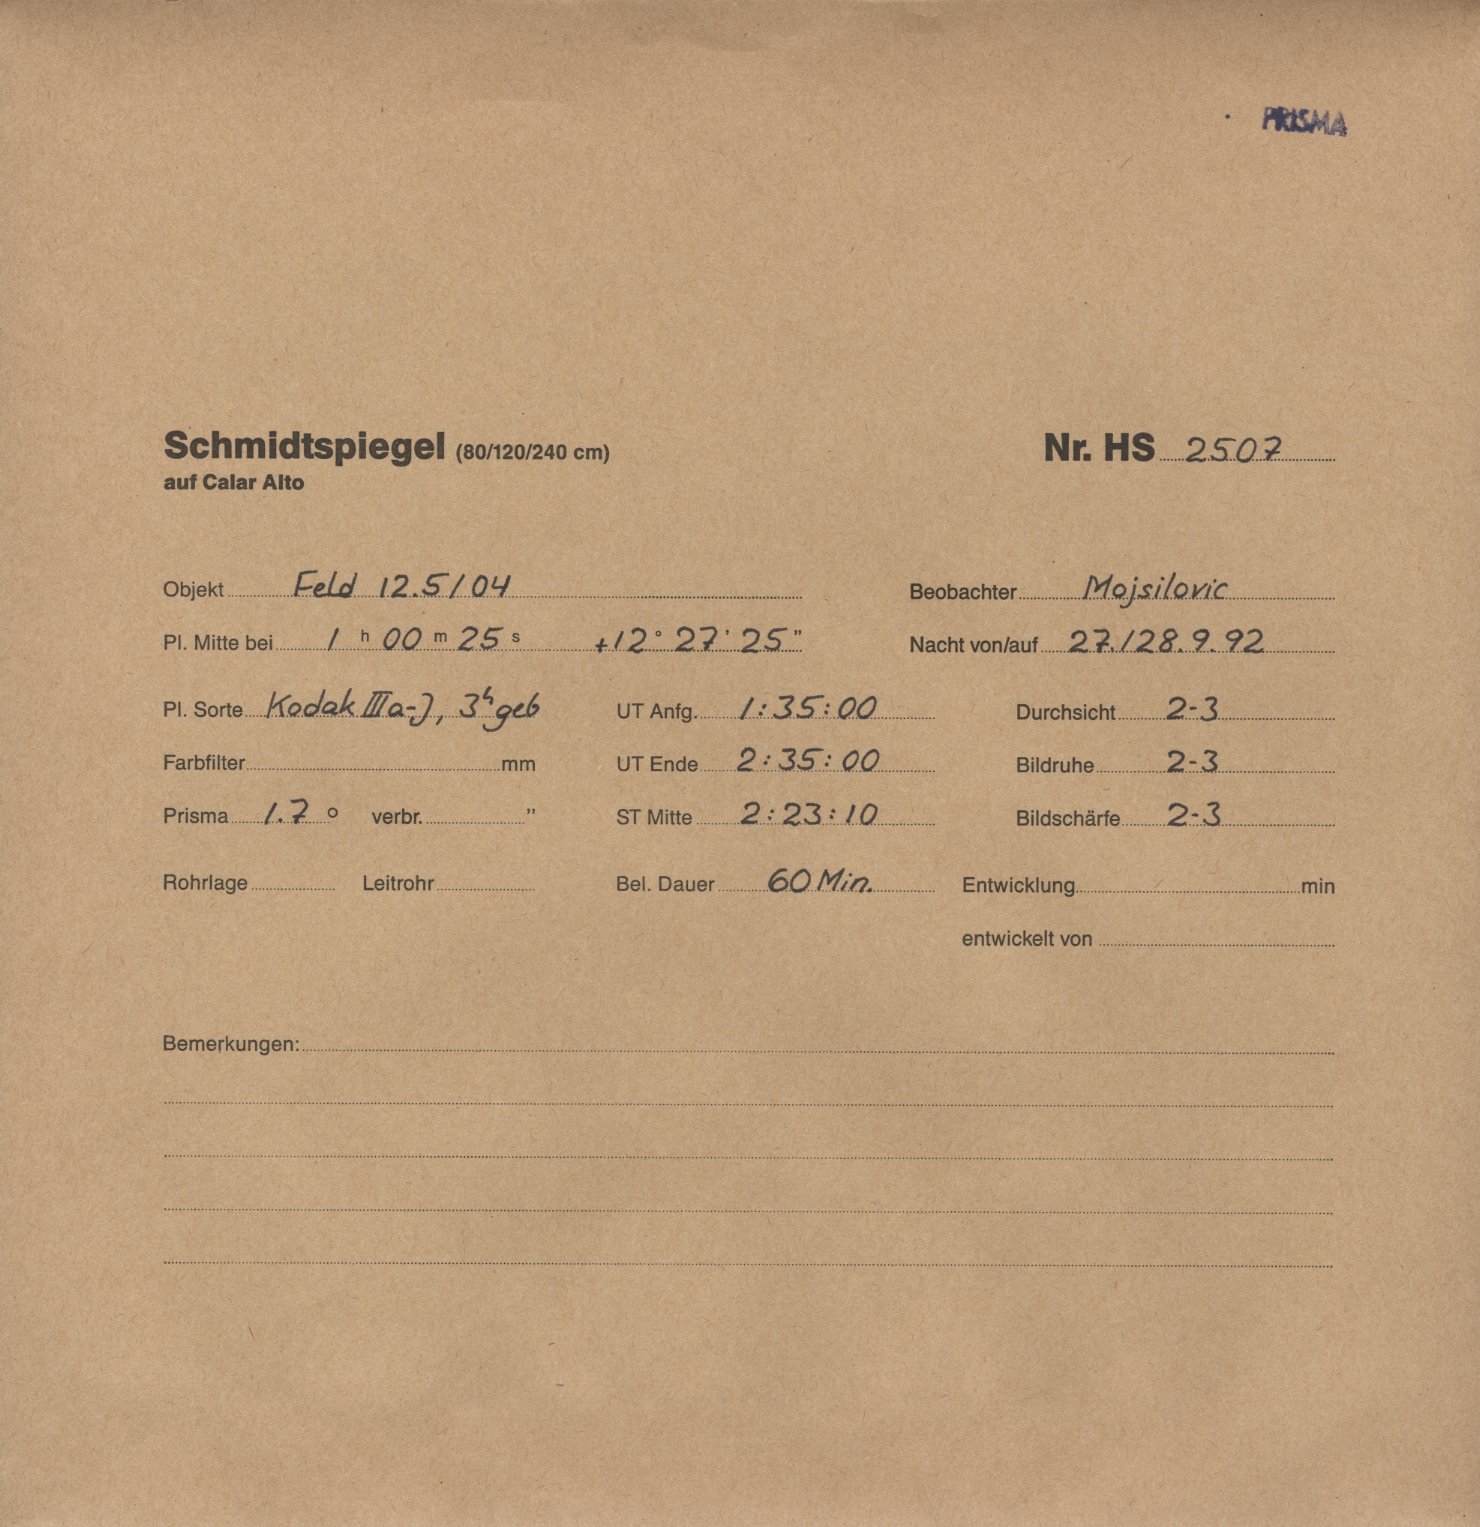 PRISMA
Schmidtspiegel (80/120/240 cm) Nr. HS 2507
auf Calar Alto
Objekt Feld 12.5/04 Beobachter Mojsilovic
Pl. Mitte bei 1 h 00 m 25 s +12° 27' 25" Nacht von/auf 27./28.9.92
Pl. Sorte Kodak IIIa-J, 3h geb UT Anfg. 1:35:00 Durchsicht 2-3
Farbfilter mm UT Ende 2:35:00 Bildruhe 2-3
Prisma 1.7 ° verbr. " ST Mitte 2:23:10 Bildschärfe 2-3
Rohrlage Leitrohr Bel. Dauer 60 Min. Entwicklung min
entwickelt von
Bemerkungen: